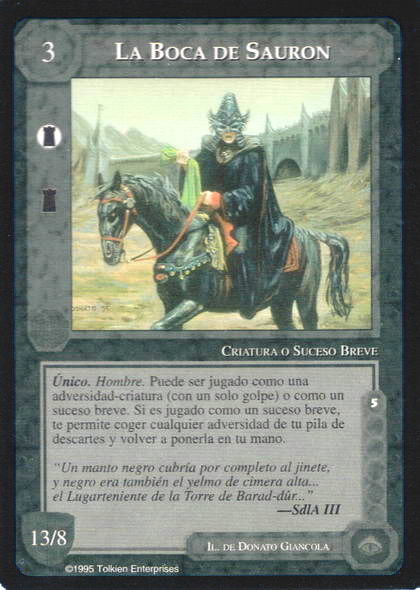 3
LA BOCA DE SAURON
DONATO 95
CRIATURA O SUCESO BREVE
Único. Hombre. Puede ser jugado como una
adversidad-criatura (con un solo golpe) o como un
suceso breve. Si es jugado como un suceso breve,
te permite coger cualquier adversidad de tu pila de
descartes y volver a ponerla en tu mano.
5
“Un manto negro cubría por completo al jinete,
y negro era también el yelmo de cimera alta...
el Lugarteniente de la Torre de Barad-dûr...”
—SdlA III
13/8
IL. DE DONATO GIANCOLA
©1995 Tolkien Enterprises